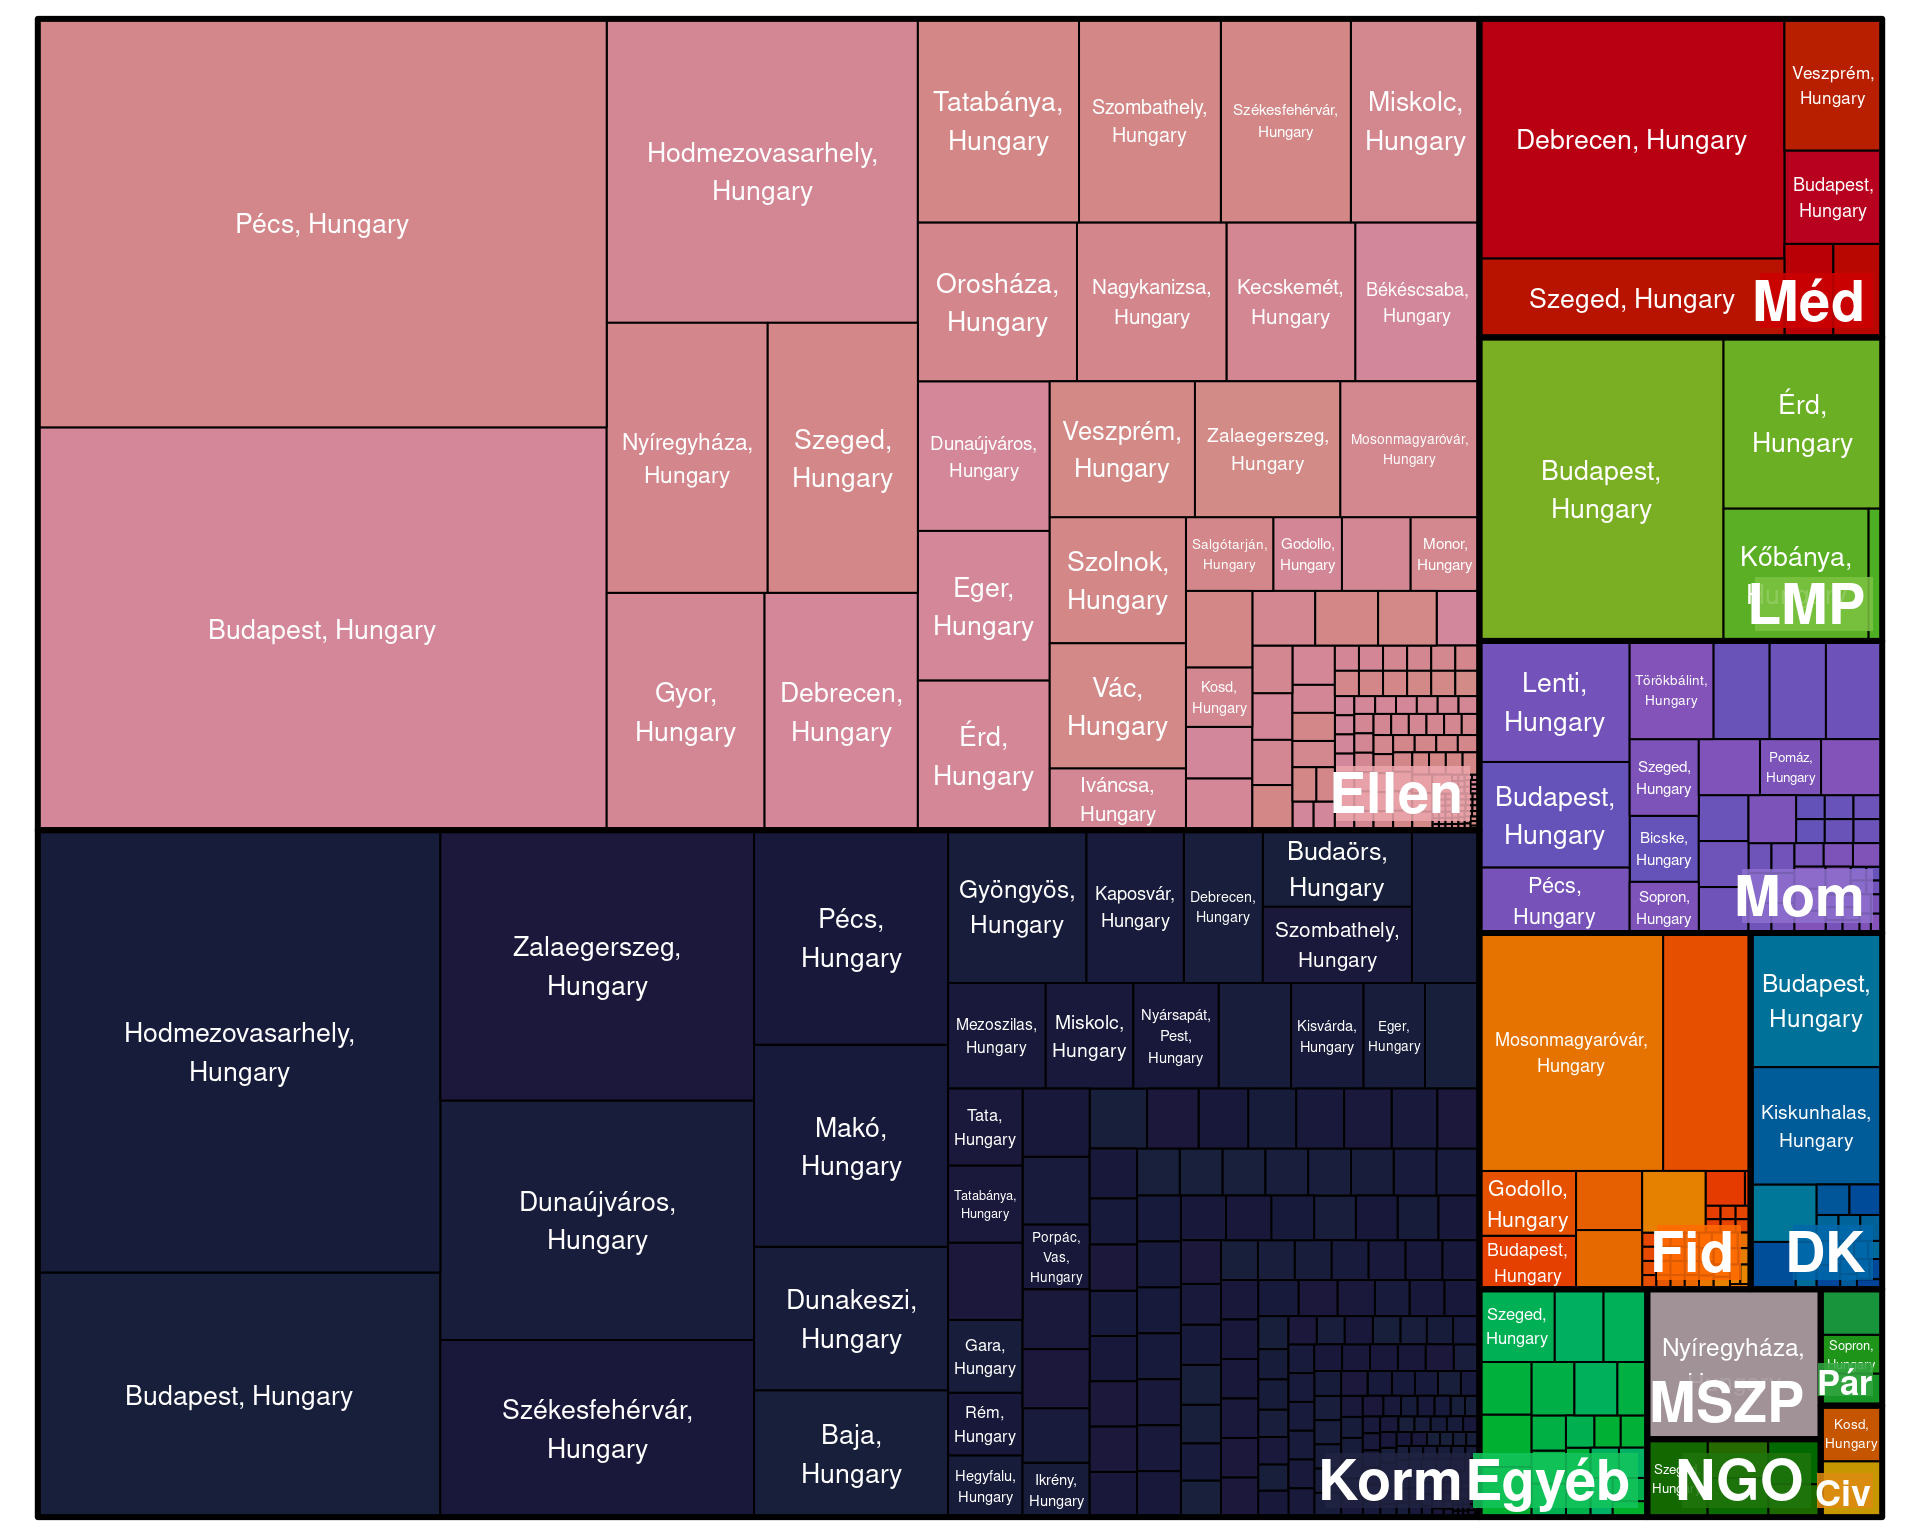 Pécs, Hungary
Budapest, Hungary
Hodmezovasarhely,
Hungary
Nyíregyháza,
Hungary
Szeged,
Hungary
Gyor,
Hungary
Debrecen,
Hungary
Tatabánya,
Hungary
Szombathely,
Hungary
Székesfehérvár,
Hungary
Miskolc,
Hungary
Orosháza,
Hungary
Nagykanizsa,
Hungary
Kecskemét,
Hungary
Békéscsaba,
Hungary
Dunaújváros,
Hungary
Eger,
Hungary
Érd,
Hungary
Veszprém,
Hungary
Zalaegerszeg,
Hungary
Mosonmagyaróvár,
Hungary
Szolnok,
Hungary
Vác,
Hungary
Iváncsa,
Hungary
Salgótarján,
Hungary
Godollo,
Hungary
Monor,
Hungary
Kosd,
Hungary
Ellen
Hodmezovasarhely,
Hungary
Budapest, Hungary
Zalaegerszeg,
Hungary
Dunaújváros,
Hungary
Székesfehérvár,
Hungary
Pécs,
Hungary
Makó,
Hungary
Dunakeszi,
Hungary
Baja,
Hungary
Gyöngyös,
Hungary
Kaposvár,
Hungary
Debrecen,
Hungary
Budaörs,
Hungary
Szombathely,
Hungary
Mezoszilas,
Hungary
Miskolc,
Hungary
Nyársapát,
Pest,
Hungary
Kisvárda,
Hungary
Eger,
Hungary
Tata,
Hungary
Tatabánya,
Hungary
Porpác,
Vas,
Hungary
Gara,
Hungary
Rém,
Hungary
Hegyfalu,
Hungary
Ikrény,
Hungary
Korm
Debrecen, Hungary
Szeged, Hungary
Veszprém,
Hungary
Budapest,
Hungary
Méd
Budapest,
Hungary
Érd,
Hungary
Kőbánya,
Hungary
LMP
Lenti,
Hungary
Budapest,
Hungary
Pécs,
Hungary
Törökbálint,
Hungary
Szeged,
Hungary
Pomáz,
Hungary
Bicske,
Hungary
Sopron,
Hungary
Mom
Mosonmagyaróvár,
Hungary
Godollo,
Hungary
Budapest,
Hungary
Fid
Budapest,
Hungary
Kiskunhalas,
Hungary
DK
Szeged,
Hungary
Egyéb
Nyíregyháza,
Hungary
MSZP
Sopron,
Hungary
Pár
Kosd,
Hungary
Civ
NGO